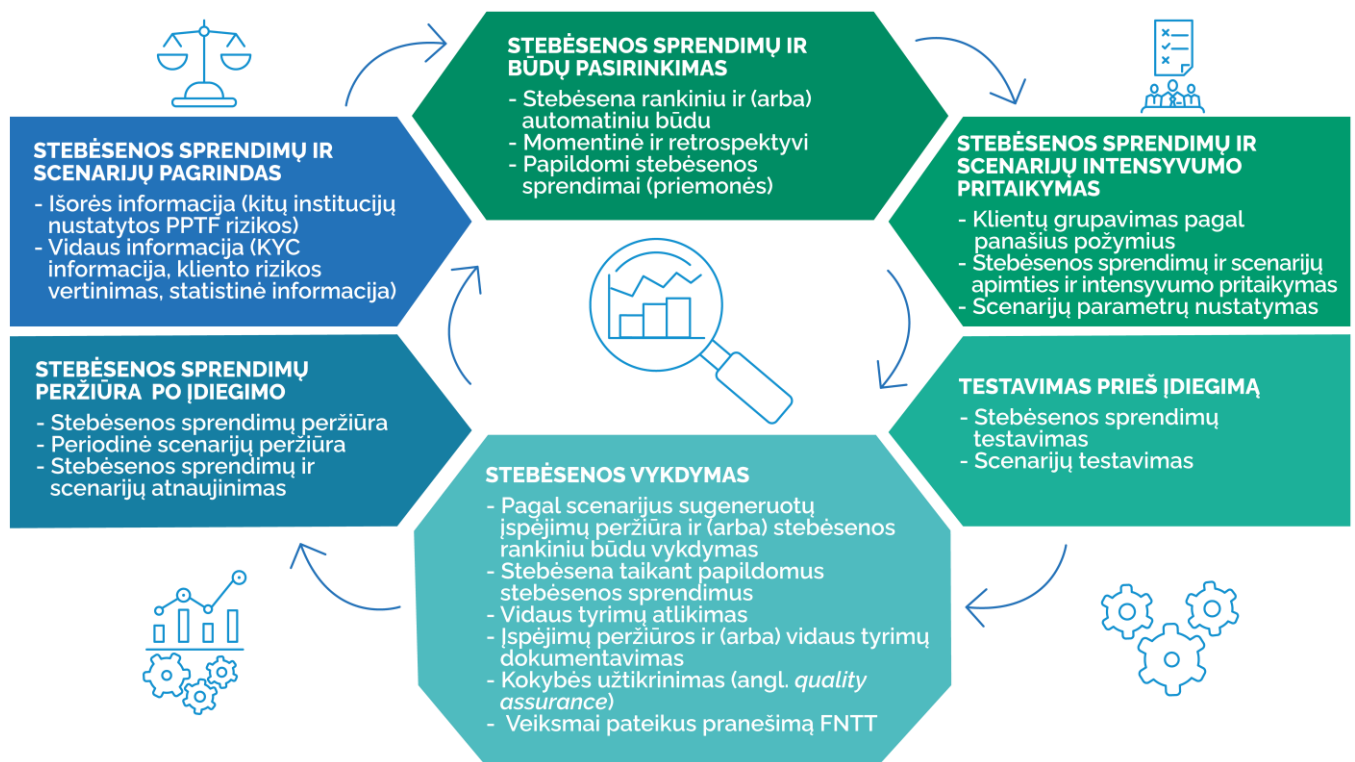 STEBĖSENOS SPRENDIMŲ IR
BŪDŲ PASIRINKIMAS
- Stebėsena rankiniu ir (arba)
automatiniu būdu
- Momentinė ir retrospektyvi
- Papildomi stebėsenos
sprendimai (priemonės)
STEBĖSENOS SPRENDIMŲ IR
SCENARIJŲ PAGRINDAS
- Išorės informacija (kitų institucijų
nustatytos PPTF rizikos)
- Vidaus informacija (KYC
informacija, kliento rizikos
vertinimas, statistinė informacija)
STEBĖSENOS SPRENDIMŲ IR
SCENARIJŲ INTENSYVUMO
PRITAIKYMAS
- Klientų grupavimas pagal
panašius požymius
- Stebėsenos sprendimų ir scenarijų
apimties ir intensyvumo pritaikymas
- Scenarijų parametrų nustatymas
STEBĖSENOS SPRENDIMŲ
PERŽIŪRA PO ĮDIEGIMO
- Stebėsenos sprendimų peržiūra
- Periodinė scenarijų peržiūra
- Stebėsenos sprendimų ir
scenarijų atnaujinimas
TESTAVIMAS PRIEŠ ĮDIEGIMĄ
- Stebėsenos sprendimų
testavimas
- Scenarijų testavimas
STEBĖSENOS VYKDYMAS
- Pagal scenarijus sugeneruotų
įspėjimų peržiūra ir (arba) stebėsenos
rankiniu būdu vykdymas
- Stebėsena taikant papildomus
stebėsenos sprendimus
- Vidaus tyrimų atlikimas
- Įspėjimų peržiūros ir (arba) vidaus tyrimų
dokumentavimas
- Kokybės užtikrinimas (angl. quality
assurance)
- Veiksmai pateikus pranešimą FNTT